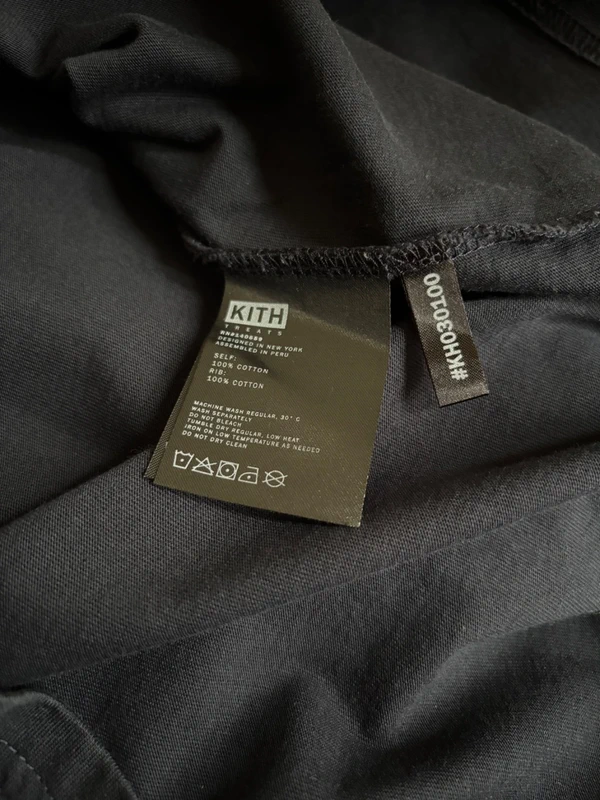 KITH
TREATS
RN#140659
DESIGNED IN NEW YORK
ASSEMBLED IN PERU
SELF:
100% COTTON
RIB:
100% COTTON
MACHINE WASH REGULAR, 30° C
WASH SEPARATELY
DO NOT BLEACH
TUMBLE DRY REGULAR, LOW HEAT
IRON ON LOW TEMPERATURE AS NEEDED
DO NOT DRY CLEAN
#KH030100